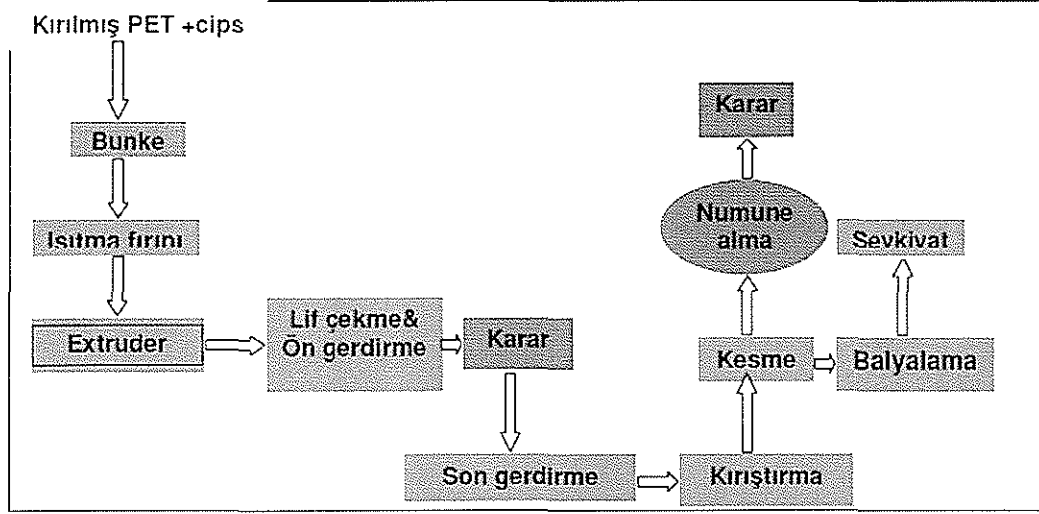 Kırılmış PET +cips
Bunke
Isıtma fırını
Extruder
Lif çekme&
Ön gerdirme
Karar
Son gerdirme
Kırıştırma
Kesme
Numune
alma
Karar
Balyalama
Sevkiyat